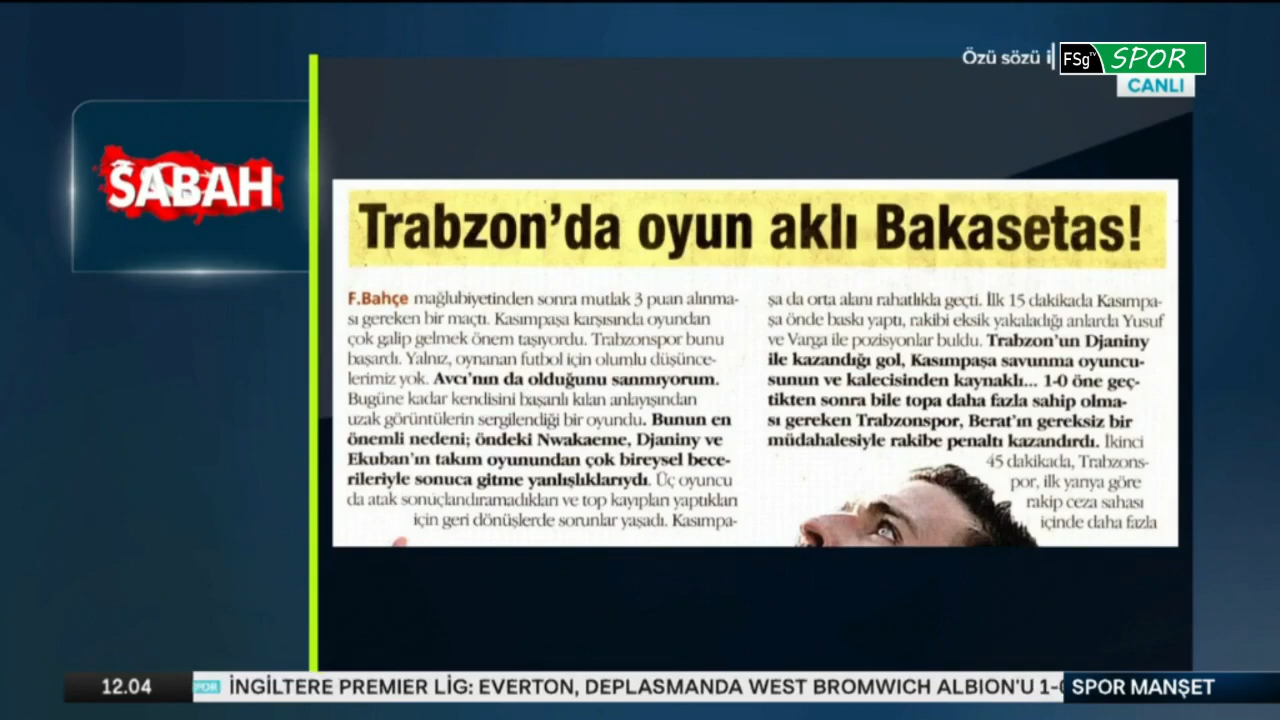 Özü sözü
FSgTV SPOR
CANLI
SABAH
Trabzon’da oyun aklı Bakasetas!
F.Bahçe mağlubiyetinden sonra mutlak 3 puan alınma-
sı gereken bir maçtı. Kasımpaşa karşısında oyundan
çok galip gelmek önem taşıyordu. Trabzonspor bunu
başardı. Yalnız, oynanan futbol için olumlu düşünce-
lerimiz yok. Avcı’nın da olduğunu sanmıyorum.
Bugüne kadar kendisini başarılı kılan anlayışından
uzak görüntülerin sergilendiği bir oyundu. Bunun en
önemli nedeni; öndeki Nwakaeme, Djaniny ve
Ekuban’ın takım oyunundan çok bireysel bece-
rileriyle sonuca gitme yanlışlıklarıydı. Üç oyuncu
da atak sonuçlandıramadıkları ve top kayıpları yaptıkları
için geri dönüşlerde sorunlar yaşadı. Kasımpa-
şa da orta alanı rahatlıkla geçti. İlk 15 dakikada Kasımpa-
şa önde baskı yaptı, rakibi eksik yakaladığı anlarda Yusuf
ve Varga ile pozisyonlar buldu. Trabzon’un Djaniny
ile kazandığı gol, Kasımpaşa savunma oyuncu-
sunun ve kalecisinden kaynaklı... 1-0 öne geç-
tikten sonra bile topa daha fazla sahip olma-
sı gereken Trabzonspor, Berat’ın gereksiz bir
müdahalesiyle rakibe penaltı kazandırdı. İkinci
45 dakikada, Trabzons-
por, ilk yarıya göre
rakip ceza sahası
içinde daha fazla
12.04
SPOR İNGİLTERE PREMIER LİG: EVERTON, DEPLASMANDA WEST BROMWICH ALBION'U 1-0
SPOR MANŞET